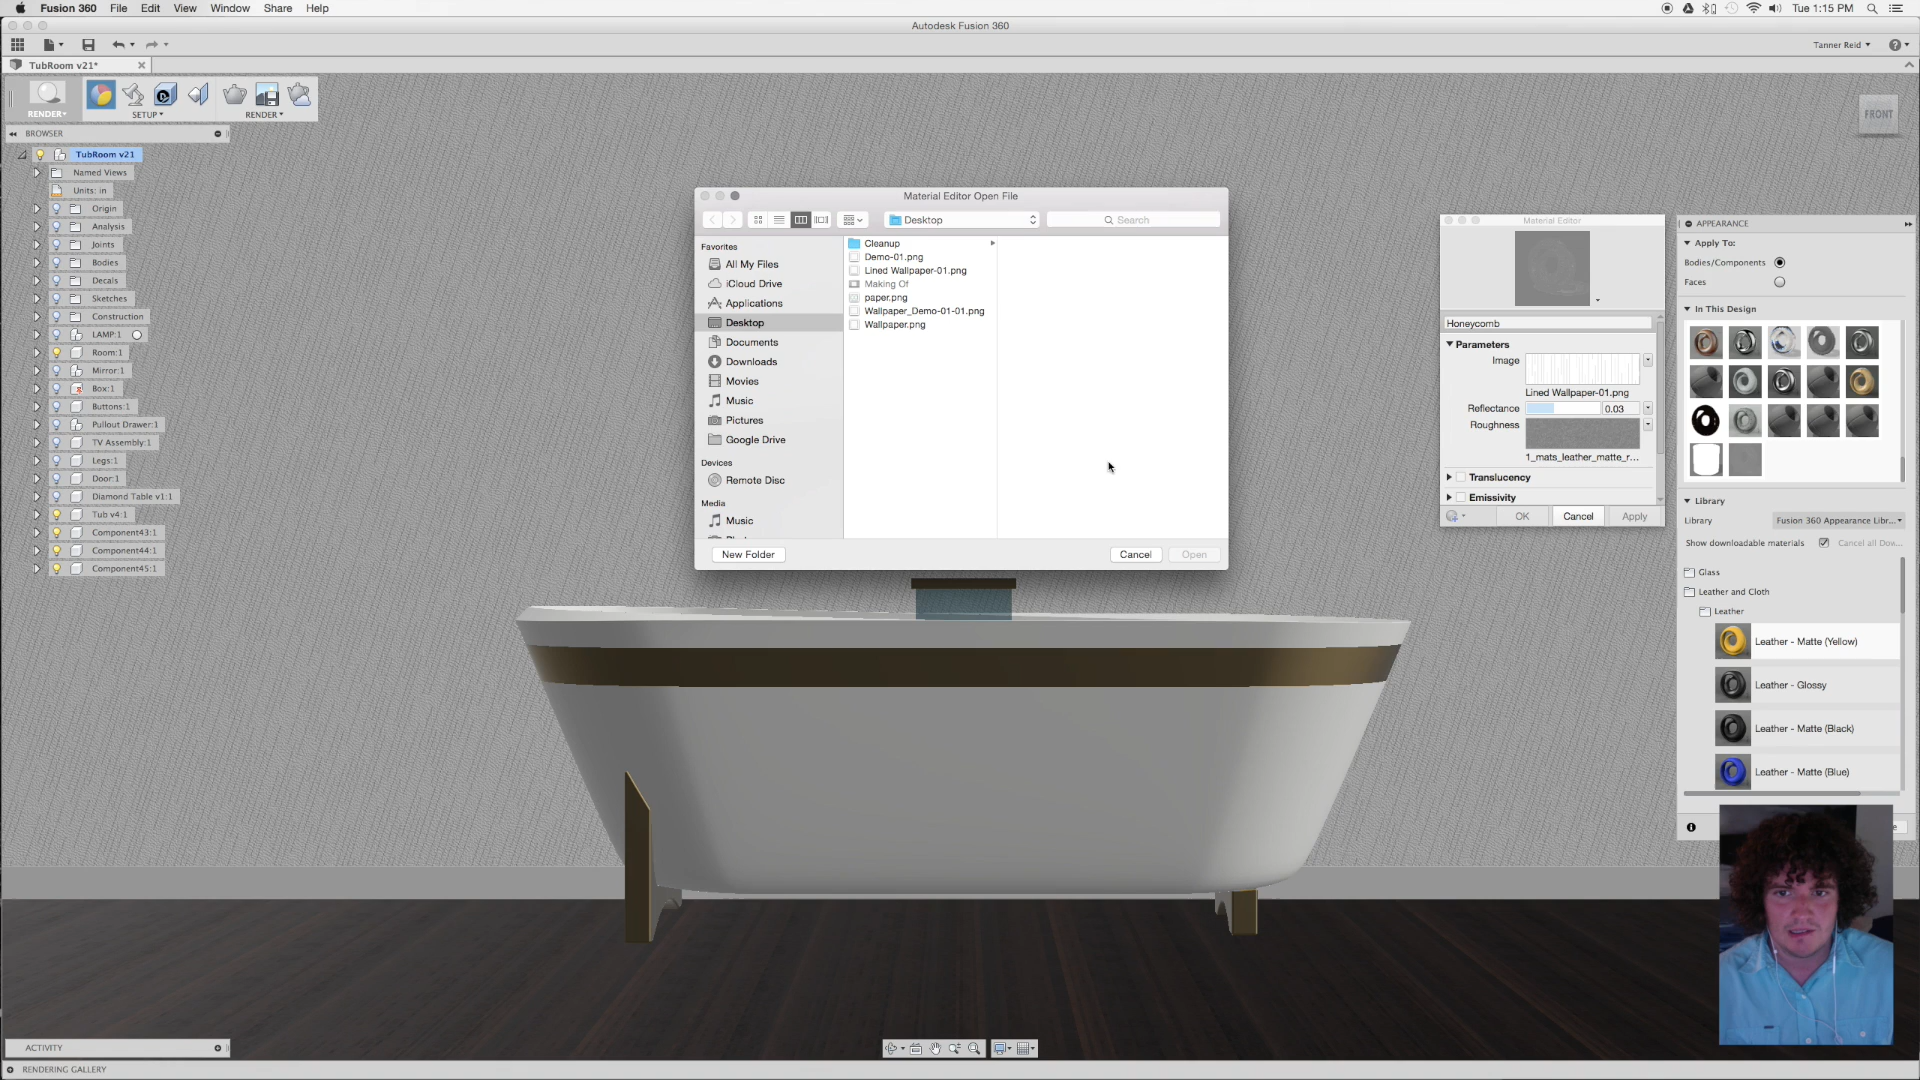 Fusion 360 File Edit View Window Share Help
Tue 1:15 PM
Autodesk Fusion 360
Tanner Reid
TubRoom v21*
RENDER
SETUP
RENDER
FRONT
BROWSER
TubRoom v21
Named Views
Units: in
Origin
Analysis
Joints
Bodies
Decals
Sketches
Construction
LAMP:1
Room:1
Mirror:1
Box:1
Buttons:1
Pullout Drawer:1
TV Assembly:1
Legs:1
Door:1
Diamond Table v1:1
Tub v4:1
Component43:1
Component44:1
Component45:1
Material Editor Open File
Desktop
Search
Favorites
All My Files
iCloud Drive
Applications
Desktop
Documents
Downloads
Movies
Music
Pictures
Google Drive
Devices
Remote Disc
Media
Music
Cleanup
Demo-01.png
Lined Wallpaper-01.png
Making Of
paper.png
Wallpaper_Demo-01-01.png
Wallpaper.png
New Folder
Cancel
Open
Material Editor
Honeycomb
Parameters
Image
Lined Wallpaper-01.png
Reflectance 0.03
Roughness
1_mats_leather_matte_r...
Translucency
Emissivity
OK
Cancel
Apply
APPEARANCE
Apply To:
Bodies/Components
Faces
In This Design
Library
Library Fusion 360 Appearance Libr...
Show downloadable materials Cancel all Dow...
Glass
Leather and Cloth
Leather
Leather - Matte (Yellow)
Leather - Glossy
Leather - Matte (Black)
Leather - Matte (Blue)
ACTIVITY
RENDERING GALLERY